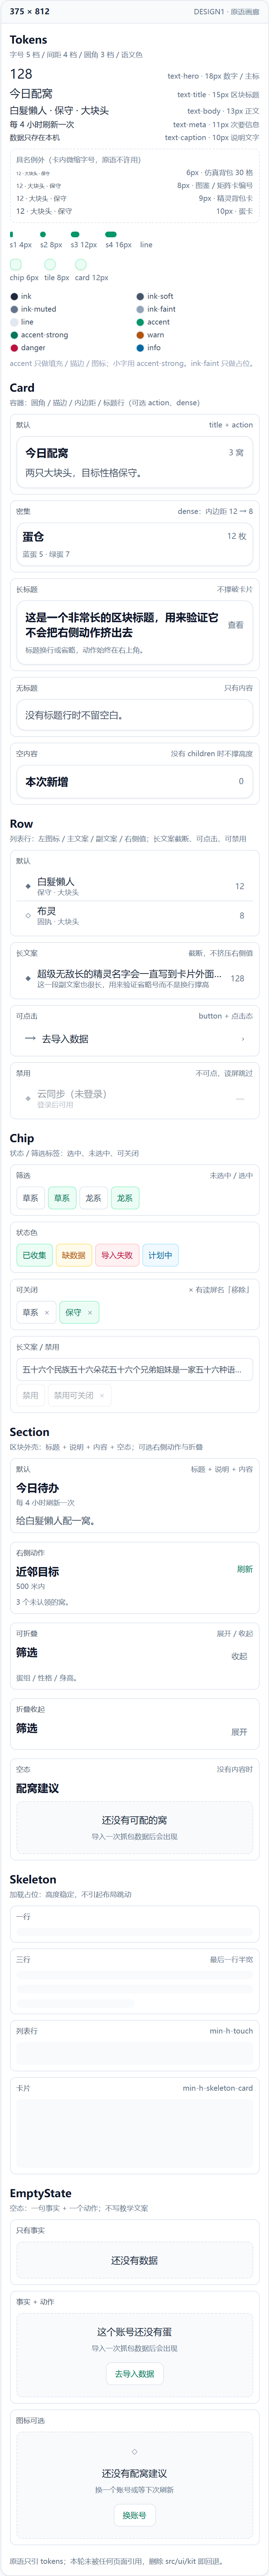 375 × 812
DESIGN1 · 原语画廊
Tokens
字号 5 档 / 间距 4 档 / 圆角 3 档 / 语义色
128
text-hero · 18px 数字 / 主标
今日配窝
text-title · 15px 区块标题
白髮懒人 · 保守 · 大块头
text-body · 13px 正文
每 4 小时刷新一次
text-meta · 11px 次要信息
数据只存在本机
text-caption · 10px 说明文字
具名例外（卡内微缩字号，原语不许用）
12 · 大块头 · 保守
6px · 仿真背包 30 格
12 · 大块头 · 保守
8px · 图鉴 / 矩阵卡编号
12 · 大块头 · 保守
9px · 精灵背包卡
12 · 大块头 · 保守
10px · 蛋卡
s1 4px
s2 8px
s3 12px
s4 16px
line
chip 6px
tile 8px
card 12px
ink
ink-soft
ink-muted
ink-faint
line
accent
accent-strong
warn
danger
info
accent 只做填充 / 描边 / 图标；小字用 accent-strong。ink-faint 只做占位。
Card
容器：圆角 / 描边 / 内边距 / 标题行（可选 action、dense）
默认
title + action
今日配窝
3 窝
两只大块头，目标性格保守。
密集
dense：内边距 12 → 8
蛋仓
12 枚
蓝蛋 5 · 绿蛋 7
长标题
不撑破卡片
这是一个非常长的区块标题，用来验证它
不会把右侧动作挤出去
查看
标题换行或省略，动作始终在右上角。
无标题
只有内容
没有标题行时不留空白。
空内容
没有 children 时不撑高度
本次新增
0
Row
列表行：左图标 / 主文案 / 副文案 / 右侧值；长文案截断，可点击，可禁用
默认
白髮懒人
保守 · 大块头
12
布灵
固执 · 大块头
8
长文案
截断，不挤压右侧值
超级无敌长的精灵名字会一直写到卡片外面...
这一段副文案也很长，用来验证省略号而不是换行撑高
128
可点击
button + 点击态
→ 去导入数据 ›
禁用
不可点，读屏跳过
云同步（未登录）
登录后可用
—
Chip
状态 / 筛选标签：选中、未选中、可关闭
筛选
未选中 / 选中
草系
草系
龙系
龙系
状态色
已收集
缺数据
导入失败
计划中
可关闭
× 有读屏名「移除」
草系 ×
保守 ×
长文案 / 禁用
五十六个民族五十六朵花五十六个兄弟姐妹是一家五十六种语...
禁用
禁用可关闭 ×
Section
区块外壳：标题 + 说明 + 内容 + 空态；可选右侧动作与折叠
默认
标题 + 说明 + 内容
今日待办
每 4 小时刷新一次
给白髮懒人配一窝。
右侧动作
近邻目标
刷新
500 米内
3 个未认领的窝。
可折叠
展开 / 收起
筛选
收起
蛋组 / 性格 / 身高。
折叠收起
筛选
展开
空态
没有内容时
配窝建议
还没有可配的窝
导入一次抓包数据后会出现
Skeleton
加载占位：高度稳定，不引起布局跳动
一行
三行
最后一行半宽
列表行
min-h-touch
卡片
min-h-skeleton-card
EmptyState
空态：一句事实 + 一个动作；不写教学文案
只有事实
还没有数据
事实 + 动作
这个账号还没有蛋
导入一次抓包数据后会出现
去导入数据
图标可选
还没有配窝建议
换一个账号或等下次刷新
换账号
原语只引 tokens；本轮未被任何页面引用，删除 src/ui/kit 即回退。